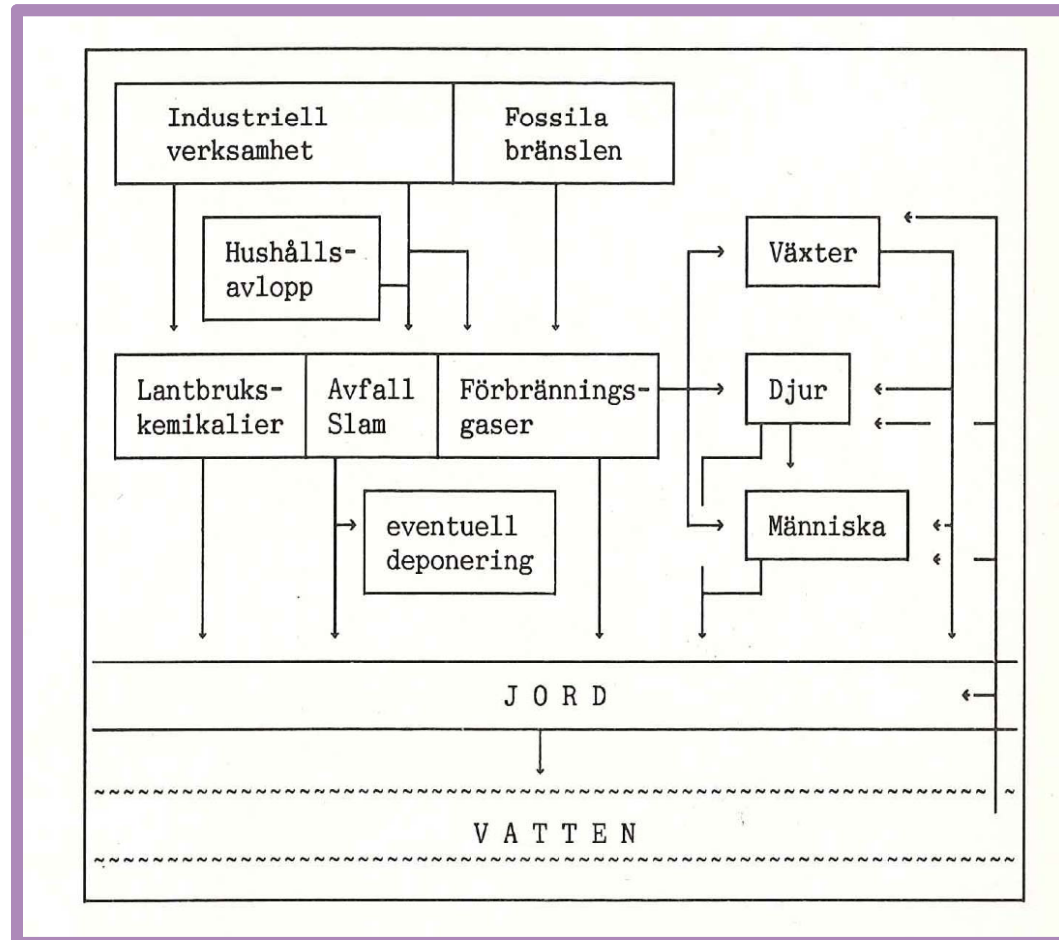 Industriell
verksamhet
Fossila
bränslen
Hushålls-
avlopp
Växter
Lantbruks-
kemikalier
Avfall
Slam
Förbrännings-
gaser
Djur
eventuell
deponering
Människa
J O R D
V A T T E N